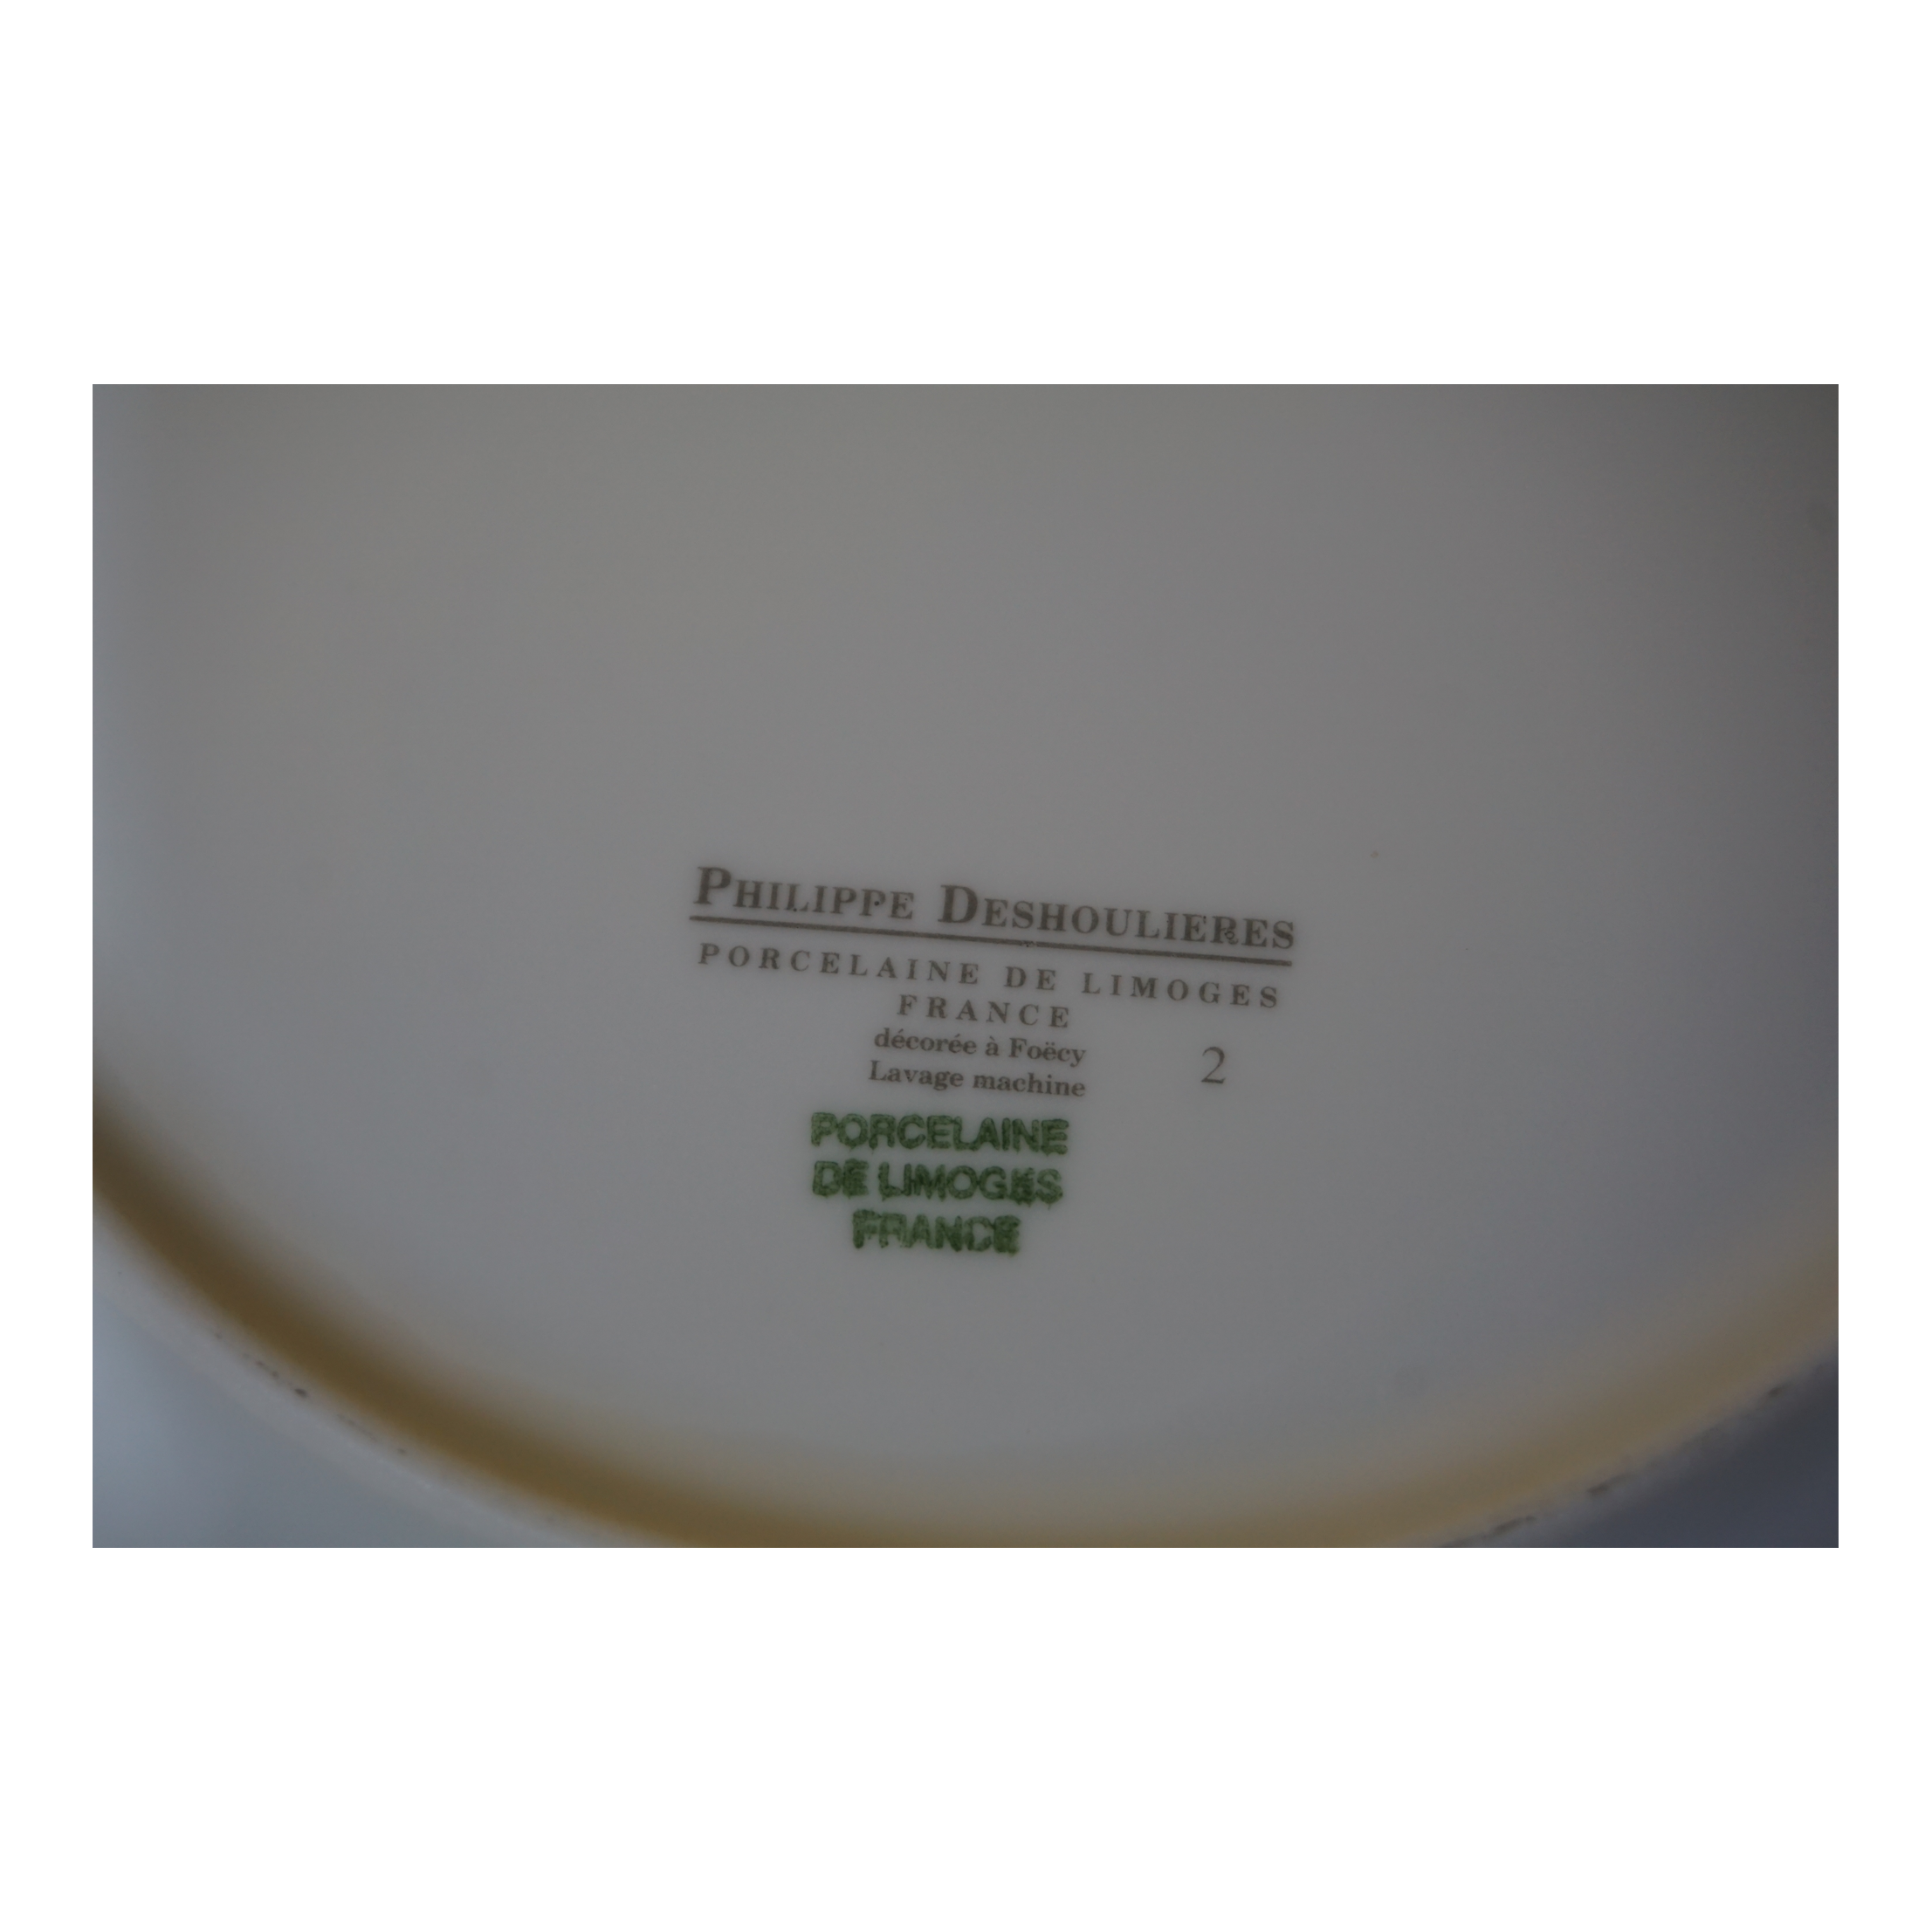 PHILIPPE DESHOULIERES
PORCELAINE DE LIMOGES
FRANCE
décorée à Foëcy
Lavage machine
2
PORCELAINE
DE LIMOGES
FRANCE